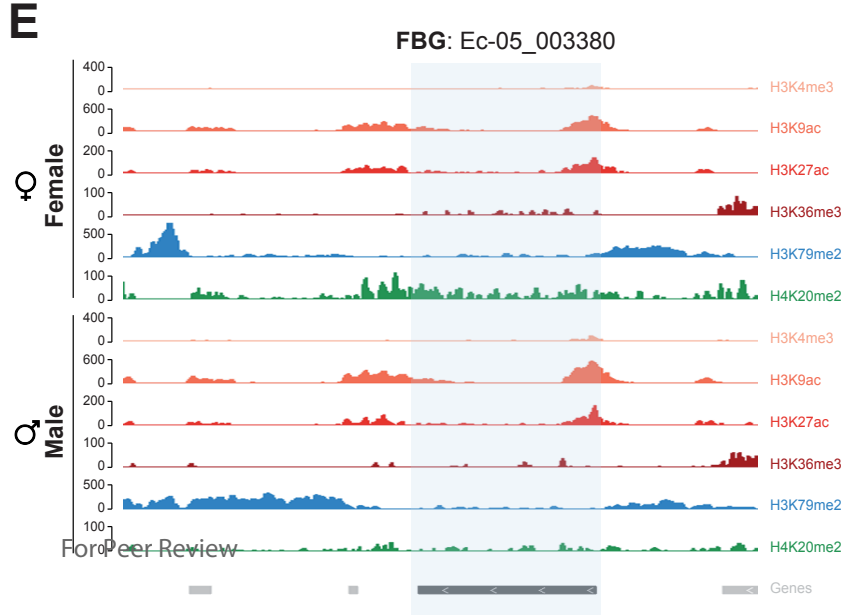 E
FBG: Ec-05_003380
♀ Female
400
0
H3K4me3
600
0
H3K9ac
200
0
H3K27ac
100
0
H3K36me3
500
0
H3K79me2
100
0
H4K20me2
♂ Male
400
0
H3K4me3
600
0
H3K9ac
200
0
H3K27ac
100
0
H3K36me3
500
0
H3K79me2
100
0
H4K20me2
For Peer Review
< < < < <
Genes